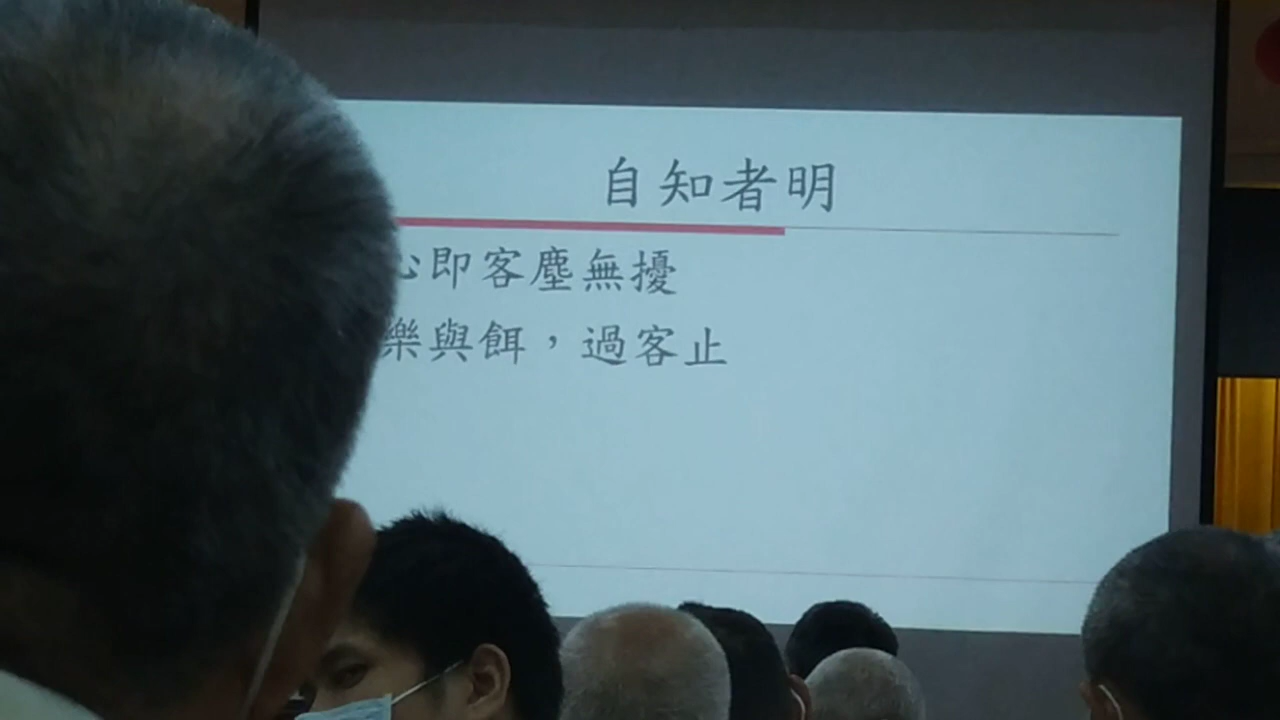 自知者明
心即客塵無擾
樂與餌，過客止